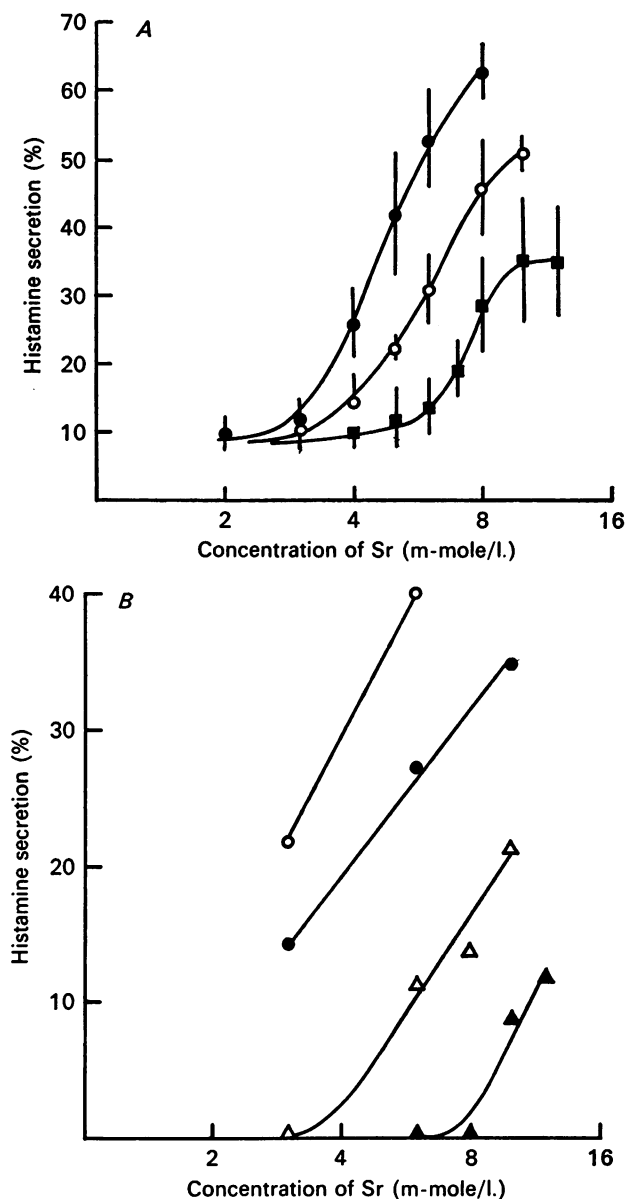 A
70
60
50
40
30
20
10
Histamine secretion (%)
2 4 8 16
Concentration of Sr (m-mole/l.)
B
40
30
20
10
Histamine secretion (%)
2 4 8 16
Concentration of Sr (m-mole/l.)